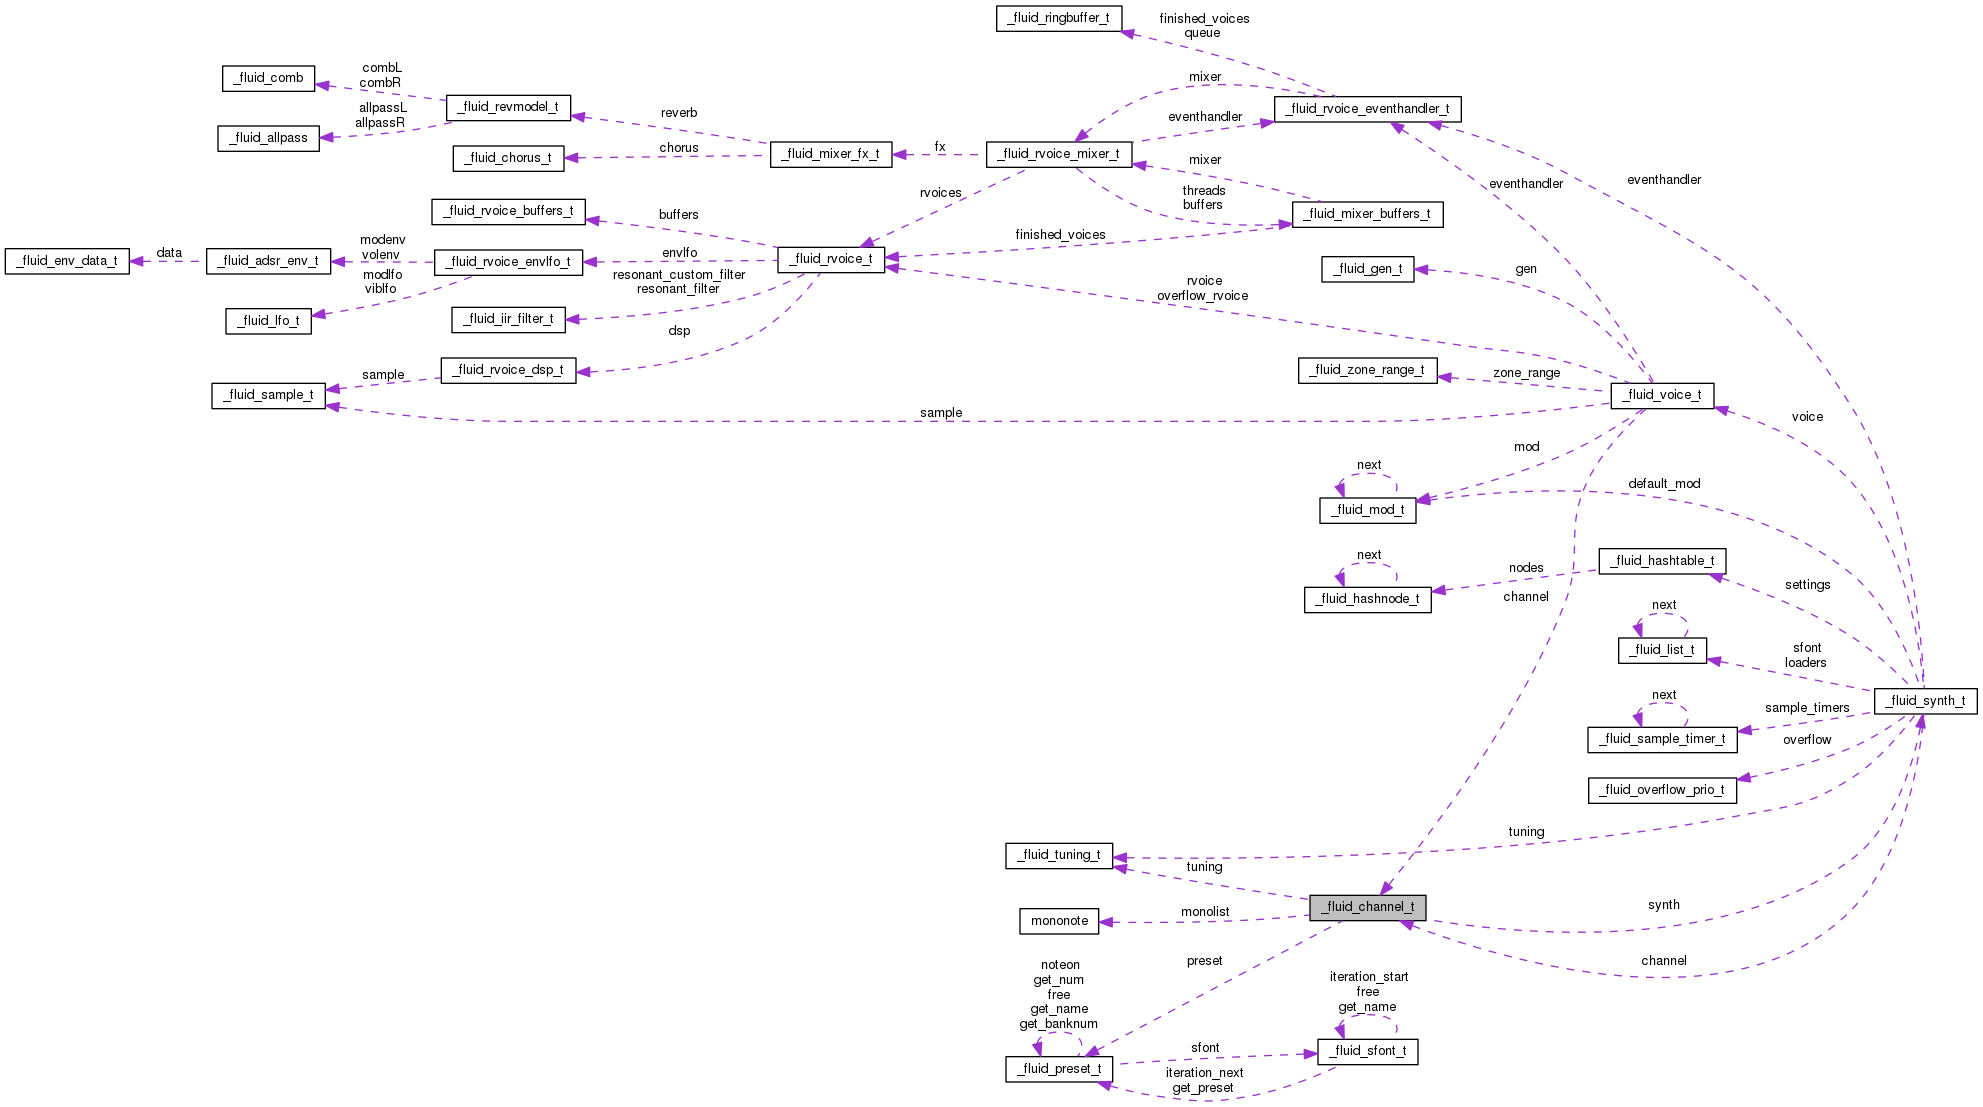 _fluid_ringbuffer_t
finished_voices
queue
_fluid_comb
combL
combR
_fluid_revmodel_t
allpassL
allpassR
_fluid_allpass
reverb
mixer
_fluid_rvoice_eventhandler_t
eventhandler
_fluid_chorus_t
chorus
_fluid_mixer_fx_t
fx
_fluid_rvoice_mixer_t
mixer
eventhandler
eventhandler
rvoices
threads
buffers
_fluid_rvoice_buffers_t
buffers
_fluid_mixer_buffers_t
finished_voices
_fluid_env_data_t
data
_fluid_adsr_env_t
modenv
volenv
_fluid_rvoice_envlfo_t
envlfo
_fluid_rvoice_t
_fluid_gen_t
gen
modlfo
viblfo
resonant_custom_filter
resonant_filter
rvoice
overflow_rvoice
_fluid_lfo_t
_fluid_iir_filter_t
dsp
_fluid_rvoice_dsp_t
_fluid_zone_range_t
zone_range
sample
_fluid_sample_t
_fluid_voice_t
sample
voice
mod
next
default_mod
_fluid_mod_t
next
nodes
_fluid_hashtable_t
settings
_fluid_hashnode_t
channel
next
_fluid_list_t
sfont
loaders
next
_fluid_synth_t
sample_timers
_fluid_sample_timer_t
overflow
_fluid_overflow_prio_t
tuning
_fluid_tuning_t
tuning
_fluid_channel_t
synth
mononote
monolist
preset
channel
noteon
get_num
free
get_name
get_banknum
iteration_start
free
get_name
_fluid_preset_t
sfont
_fluid_sfont_t
iteration_next
get_preset